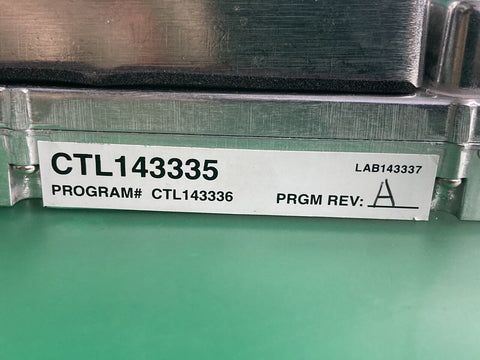 CTL143335
LAB143337
PROGRAM# CTL143336
PRGM REV: A